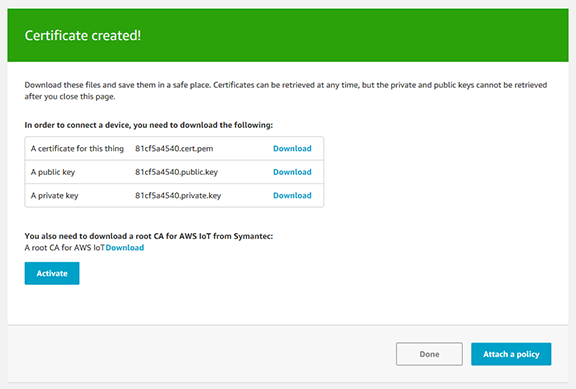 Certificate created!
Download these files and save them in a safe place. Certificates can be retrieved at any time, but the private and public keys cannot be retrieved
after you close this page.
In order to connect a device, you need to download the following:
A certificate for this thing 81cf5a4540.cert.pem Download
A public key 81cf5a4540.public.key Download
A private key 81cf5a4540.private.key Download
You also need to download a root CA for AWS IoT from Symantec:
A root CA for AWS IoTDownload
Activate
Done Attach a policy